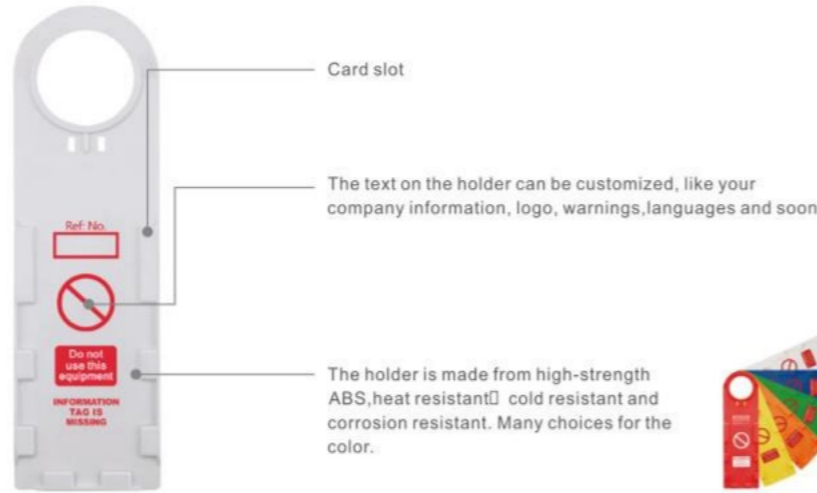 Card slot
The text on the holder can be customized, like your
company information, logo, warnings,languages and soon
Ref: No.
Do not
use this
equipment
INFORMATION
TAG IS
MISSING
The holder is made from high-strength
ABS,heat resistant▯ cold resistant and
corrosion resistant. Many choices for the
color.